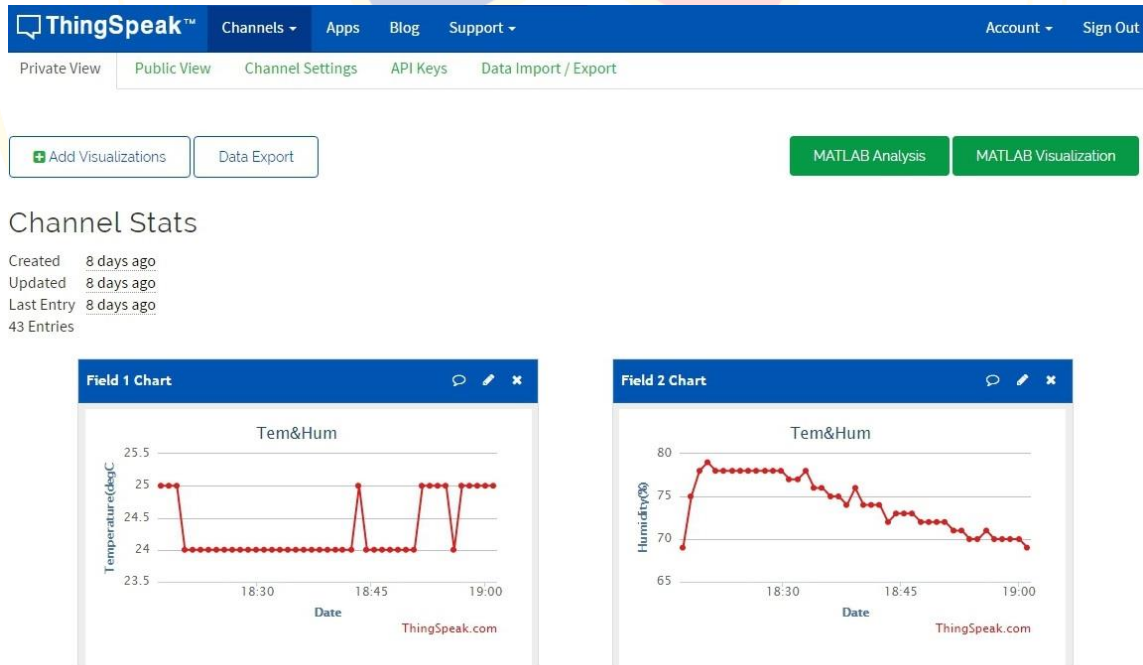 ThingSpeak™ Channels Apps Blog Support Account Sign Out
Private View Public View Channel Settings API Keys Data Import / Export
Add Visualizations Data Export MATLAB Analysis MATLAB Visualization
Channel Stats
Created 8 days ago
Updated 8 days ago
Last Entry 8 days ago
43 Entries
Field 1 Chart
Tem&Hum
Temperature(degC
25.5
25
24.5
24
23.5
18:30 18:45 19:00
Date
ThingSpeak.com
Field 2 Chart
Tem&Hum
Humidity(%)
80
75
70
65
18:30 18:45 19:00
Date
ThingSpeak.com